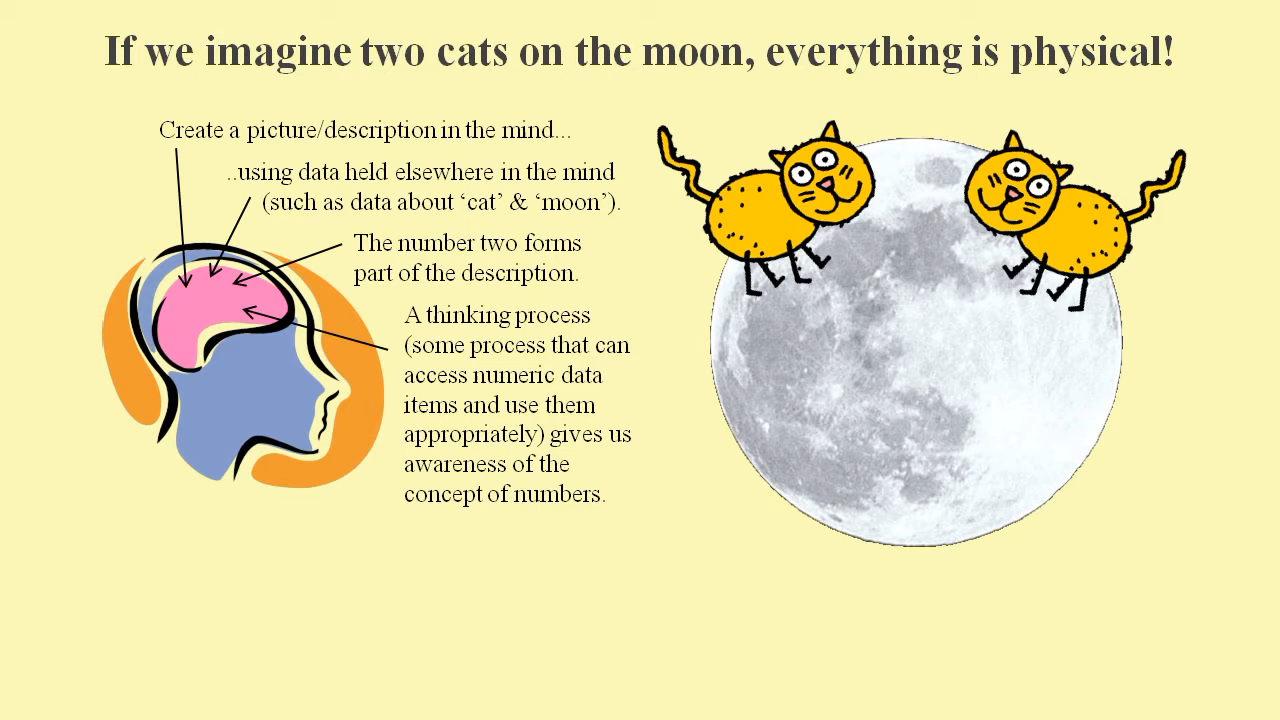 If we imagine two cats on the moon, everything is physical!
Create a picture/description in the mind...
..using data held elsewhere in the mind
(such as data about ‘cat’ & ‘moon’).
The number two forms
part of the description.
A thinking process
(some process that can
access numeric data
items and use them
appropriately) gives us
awareness of the
concept of numbers.